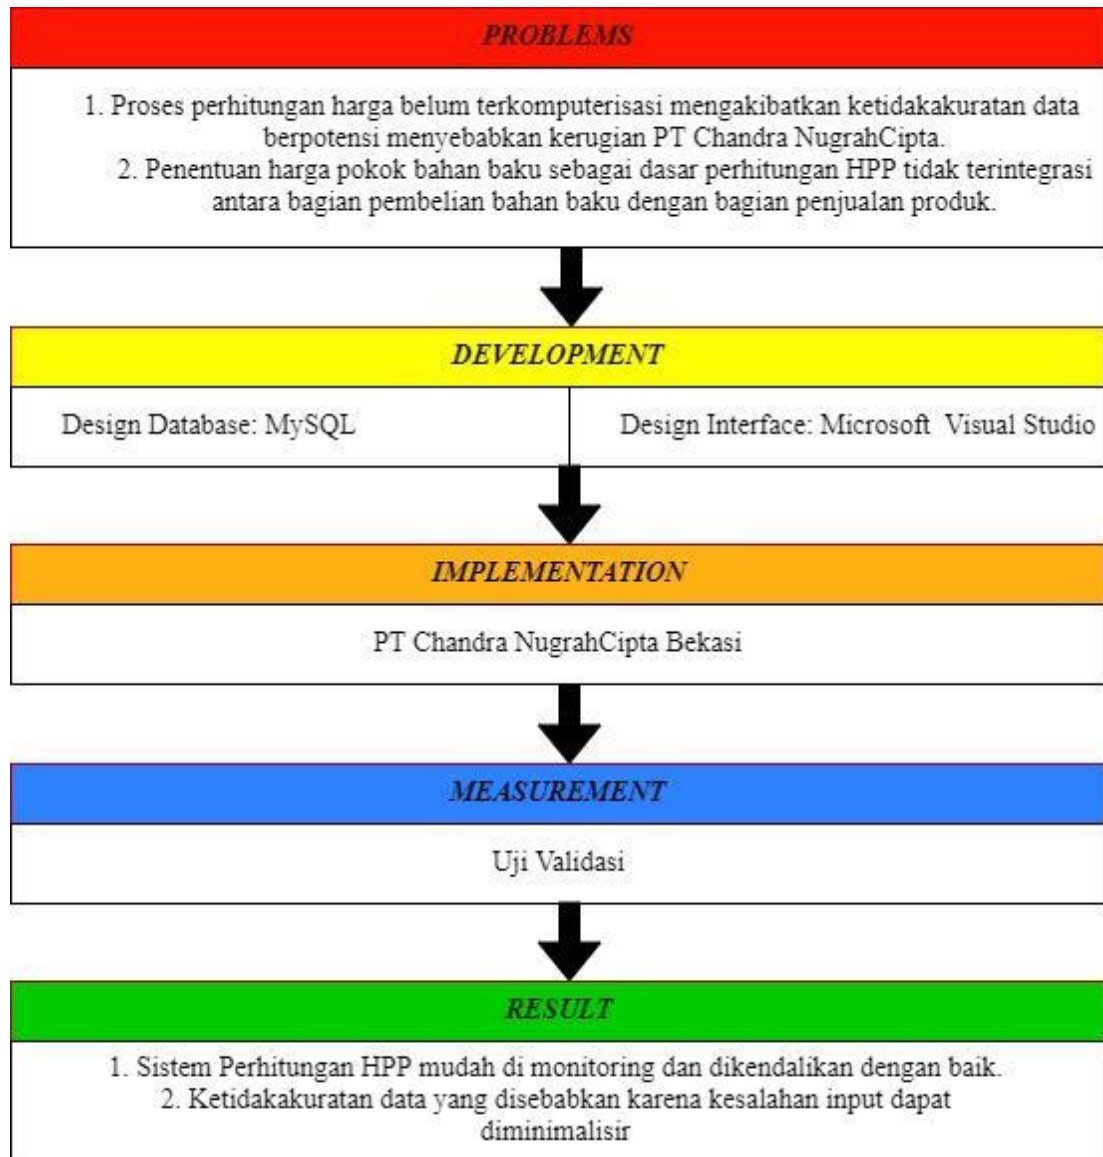 PROBLEMS
1. Proses perhitungan harga belum terkomputerisasi mengakibatkan ketidakakuratan data
berpotensi menyebabkan kerugian PT Chandra NugrahCipta.
2. Penentuan harga pokok bahan baku sebagai dasar perhitungan HPP tidak terintegrasi
antara bagian pembelian bahan baku dengan bagian penjualan produk.
DEVELOPMENT
Design Database: MySQL
Design Interface: Microsoft Visual Studio
IMPLEMENTATION
PT Chandra NugrahCipta Bekasi
MEASUREMENT
Uji Validasi
RESULT
1. Sistem Perhitungan HPP mudah di monitoring dan dikendalikan dengan baik.
2. Ketidakakuratan data yang disebabkan karena kesalahan input dapat
diminimalisir